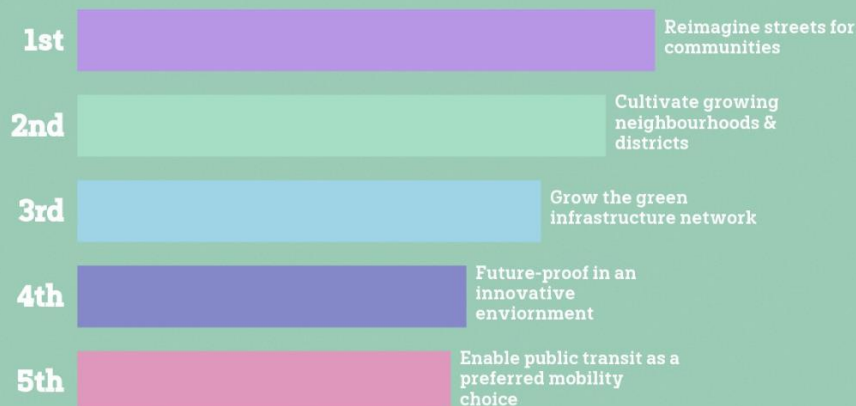 1st
Reimagine streets for
communities
2nd
Cultivate growing
neighbourhoods &
districts
3rd
Grow the green
infrastructure network
4th
Future-proof in an
innovative
enviornment
5th
Enable public transit as a
preferred mobility
choice